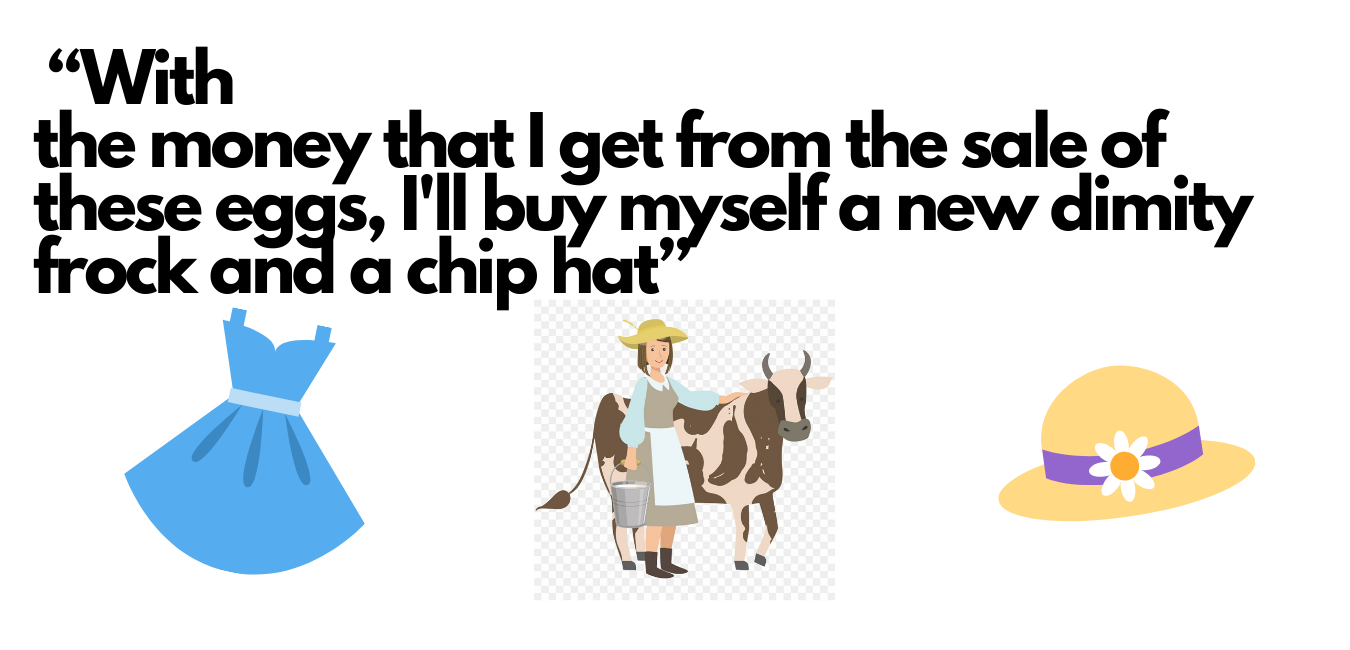 “With
the money that I get from the sale of
these eggs, I'll buy myself a new dimity
frock and a chip hat”